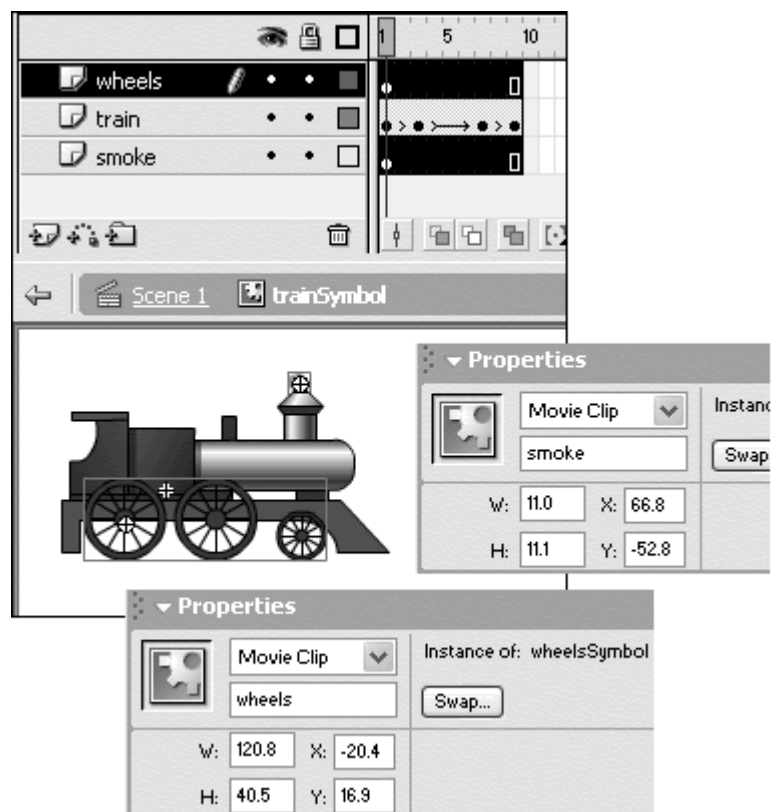 1 5 10
wheels
train
smoke
Scene 1 trainSymbol
Properties
Movie Clip
smoke
Swap
W: 11.0 X: 66.8
H: 11.1 Y: -52.8
Properties
Movie Clip Instance of: wheelsSymbol
wheels Swap...
W: 120.8 X: -20.4
H: 40.5 Y: 16.9